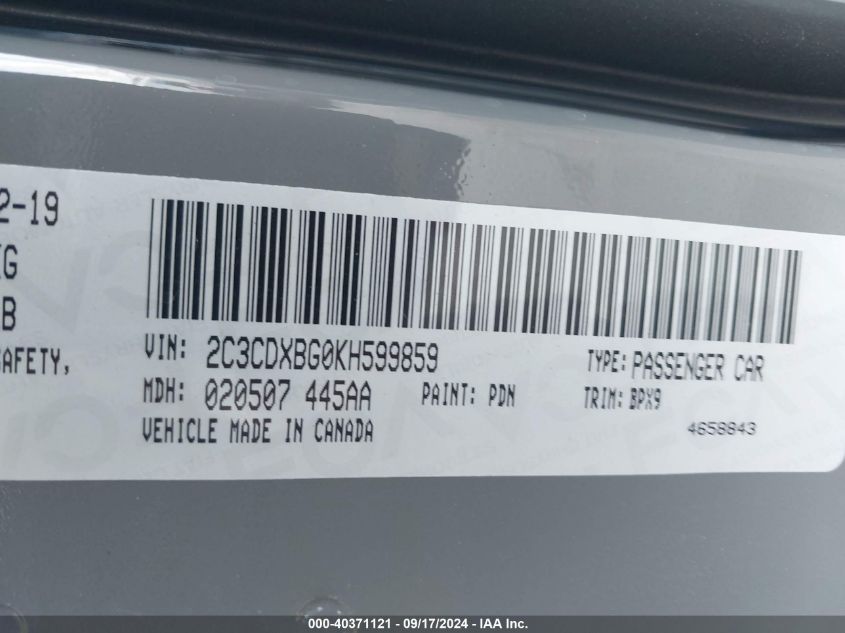 2-19
G
B
AFETY,
VIN: 2C3CDXBG0KH599859
TYPE: PASSENGER CAR
MDH: 020507 445AA
PAINT: PDN
TRIM: BPX9
VEHICLE MADE IN CANADA
4658843
000-40371121 - 09/17/2024 - IAA Inc.